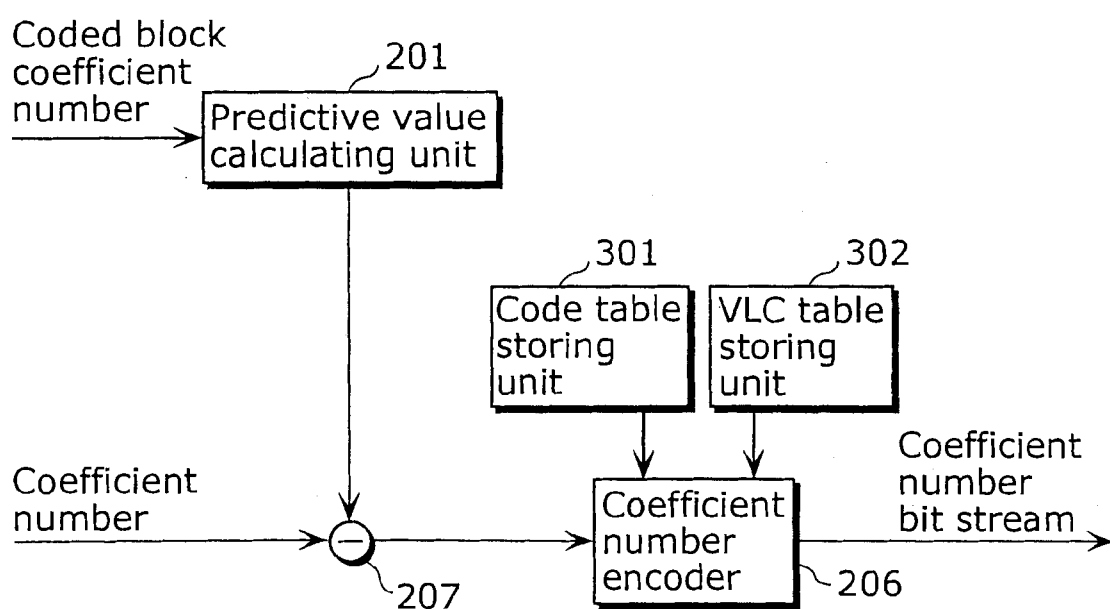 Coded block
coefficient
number
201
Predictive value
calculating unit
301
302
Code table
storing
unit
VLC table
storing
unit
Coefficient
number
207
Coefficient
number
encoder
206
Coefficient
number
bit stream